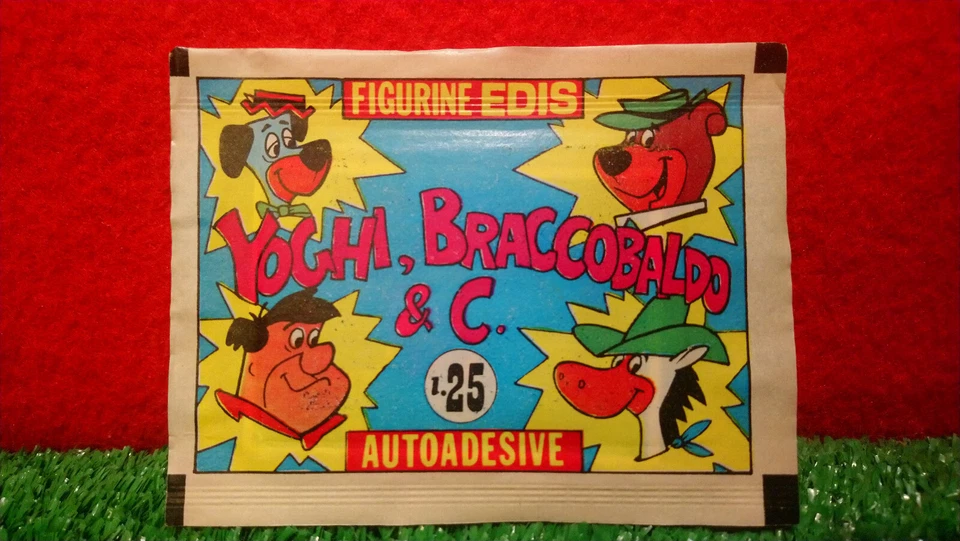 FIGURINE EDIS
YOGHI, BRACCOBALDO
& C.
L.25
AUTOADESIVE